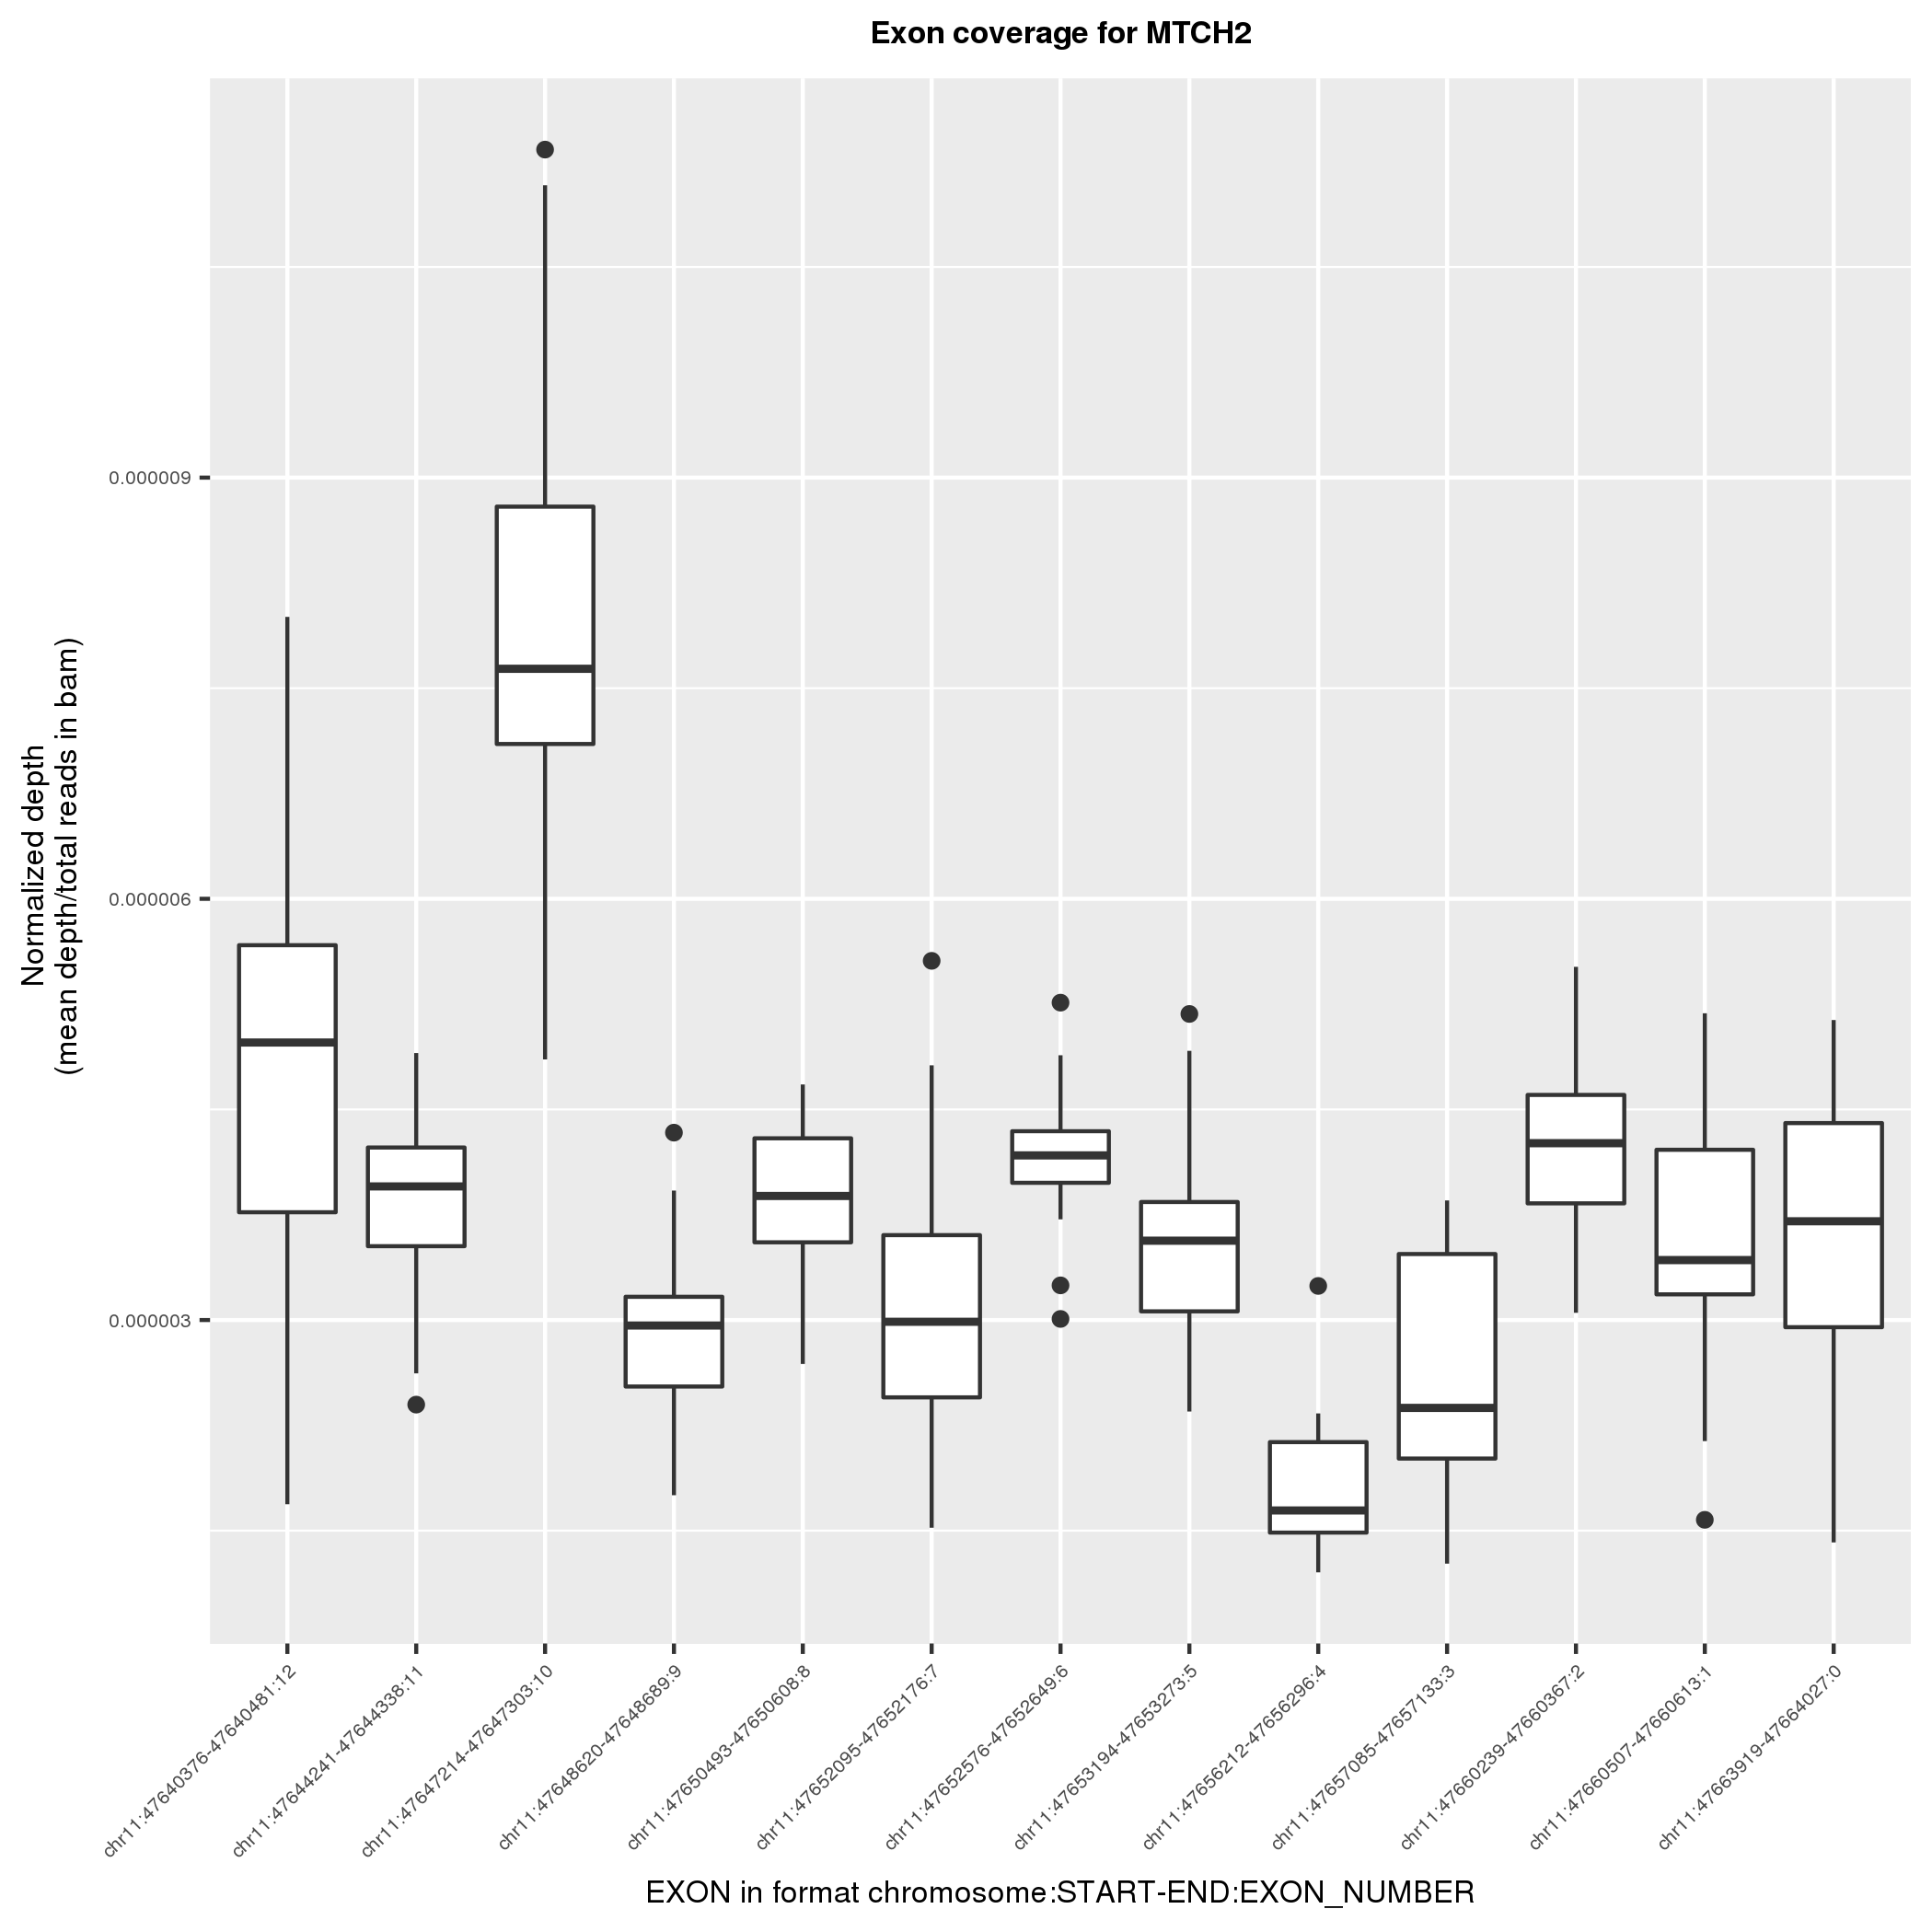 Exon coverage for MTCH2
Normalized depth
(mean depth/total reads in bam)
0.000009
0.000006
0.000003
chr11:47640376-47640481:12
chr11:47644241-47644338:11
chr11:47647214-47647303:10
chr11:47648620-47648689:9
chr11:47650493-47650608:8
chr11:47652095-47652176:7
chr11:47652576-47652649:6
chr11:47653194-47653273:5
chr11:47656212-47656296:4
chr11:47657085-47657133:3
chr11:47660239-47660367:2
chr11:47660507-47660613:1
chr11:47663919-47664027:0
EXON in format chromosome:START-END:EXON_NUMBER